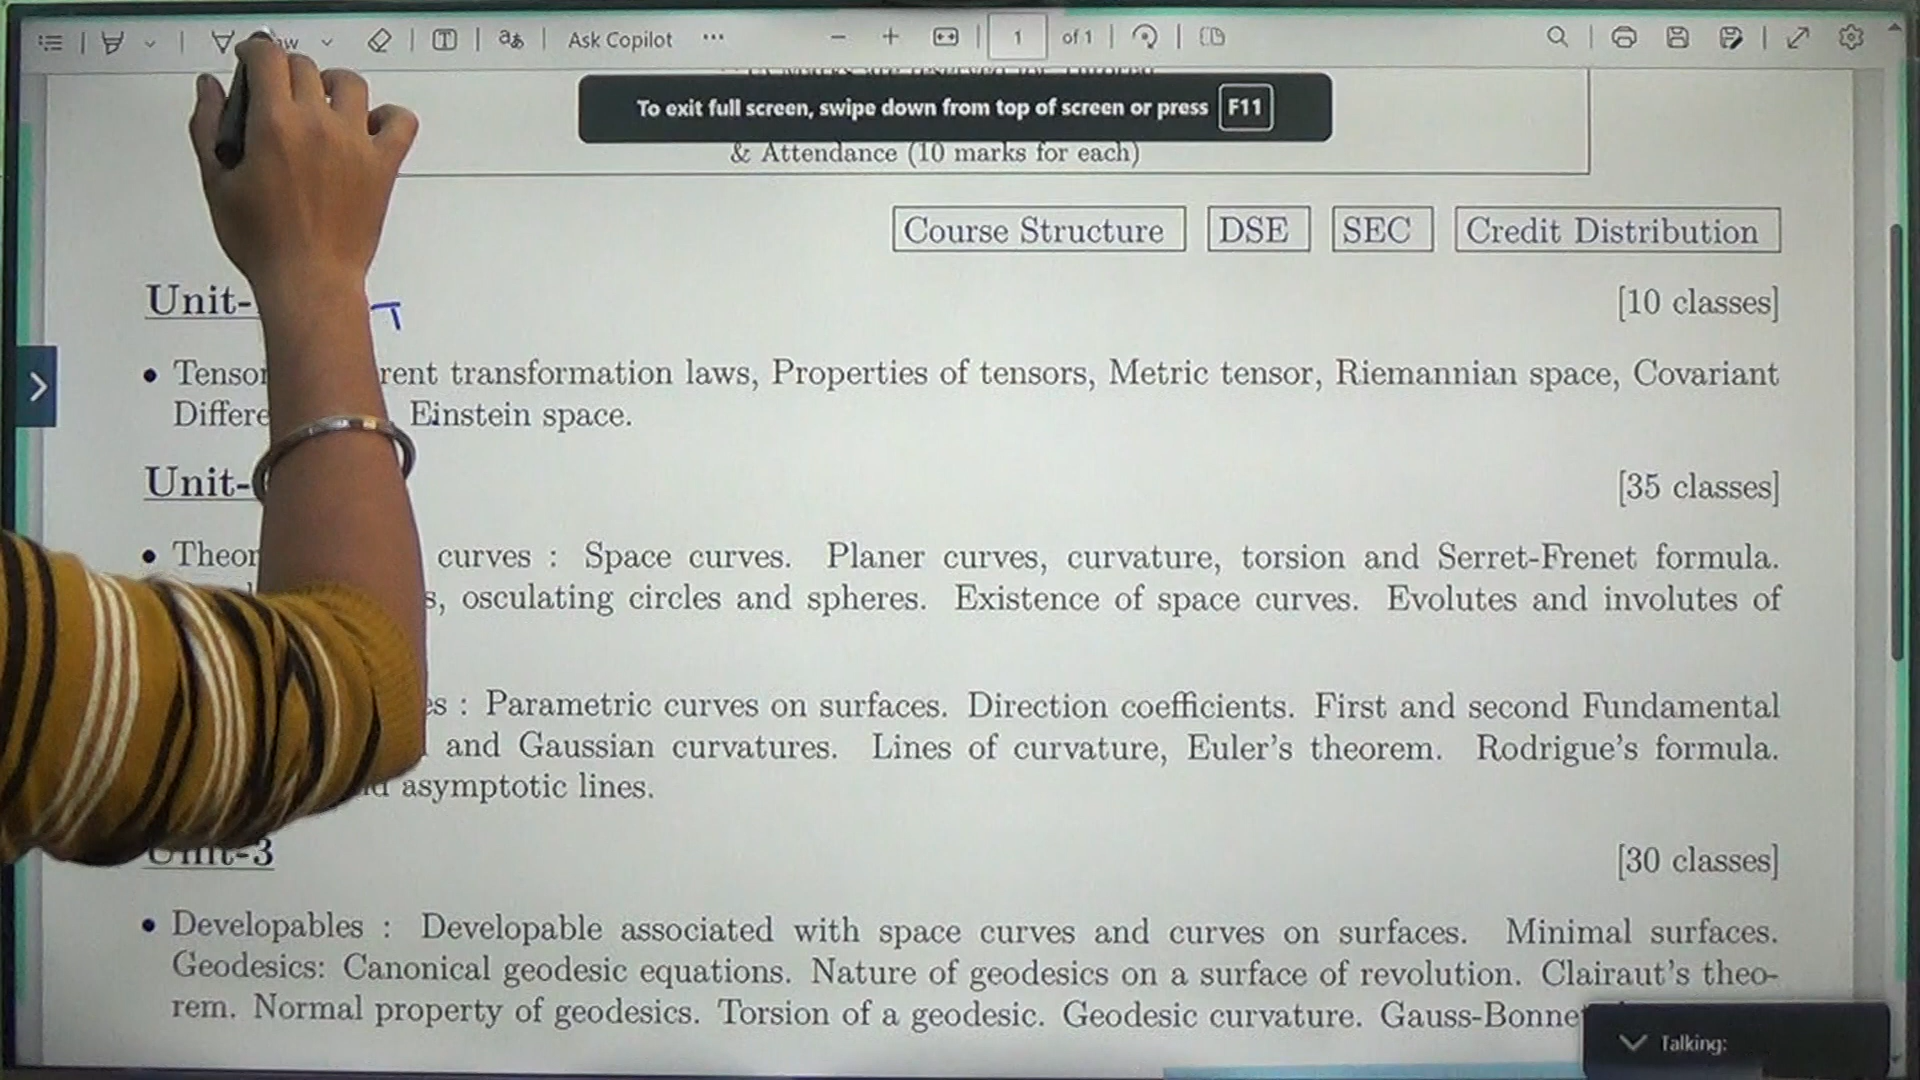 Ask Copilot ... 1 of 1
To exit full screen, swipe down from top of screen or press F11
& Attendance (10 marks for each)
Course Structure DSE SEC Credit Distribution
Unit- [10 classes]
• Tensor rent transformation laws, Properties of tensors, Metric tensor, Riemannian space, Covariant
Differe Einstein space.
Unit- [35 classes]
• Theor curves : Space curves. Planer curves, curvature, torsion and Serret-Frenet formula.
s, osculating circles and spheres. Existence of space curves. Evolutes and involutes of
es : Parametric curves on surfaces. Direction coefficients. First and second Fundamental
and Gaussian curvatures. Lines of curvature, Euler's theorem. Rodrigue's formula.
asymptotic lines.
Unit-3 [30 classes]
• Developables : Developable associated with space curves and curves on surfaces. Minimal surfaces.
Geodesics: Canonical geodesic equations. Nature of geodesics on a surface of revolution. Clairaut's theo-
rem. Normal property of geodesics. Torsion of a geodesic. Geodesic curvature. Gauss-Bonne
Talking: